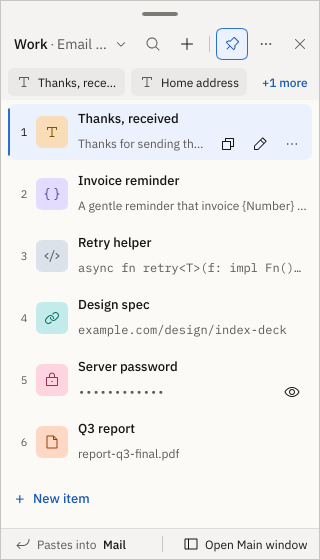 Work · Email ...
Thanks, rece...
Home address
+1 more
1
Thanks, received
Thanks for sending th...
2
Invoice reminder
A gentle reminder that invoice {Number} ...
3
Retry helper
async fn retry<T>(f: impl Fn()...
4
Design spec
example.com/design/index-deck
5
Server password
••••••••••••
6
Q3 report
report-q3-final.pdf
+ New item
Pastes into Mail
Open Main window